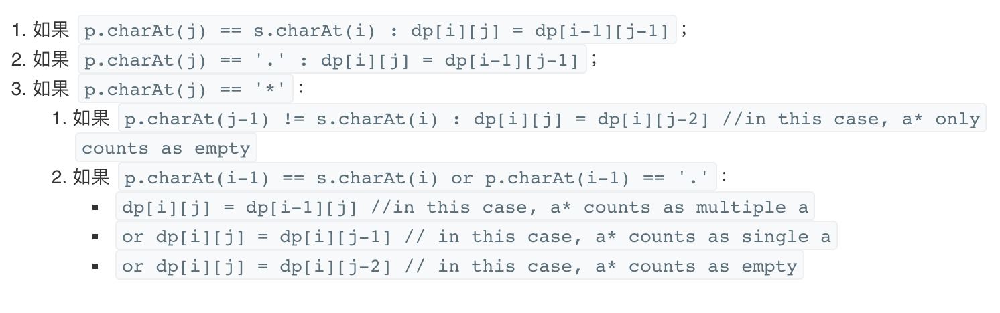 1. 如果 p.charAt(j) == s.charAt(i) : dp[i][j] = dp[i-1][j-1] ;
2. 如果 p.charAt(j) == '.' : dp[i][j] = dp[i-1][j-1] ;
3. 如果 p.charAt(j) == '*' :
1. 如果 p.charAt(j-1) != s.charAt(i) : dp[i][j] = dp[i][j-2] //in this case, a* only
counts as empty
2. 如果 p.charAt(i-1) == s.charAt(i) or p.charAt(i-1) == '.' :
▪ dp[i][j] = dp[i-1][j] //in this case, a* counts as multiple a
▪ or dp[i][j] = dp[i][j-1] // in this case, a* counts as single a
▪ or dp[i][j] = dp[i][j-2] // in this case, a* counts as empty